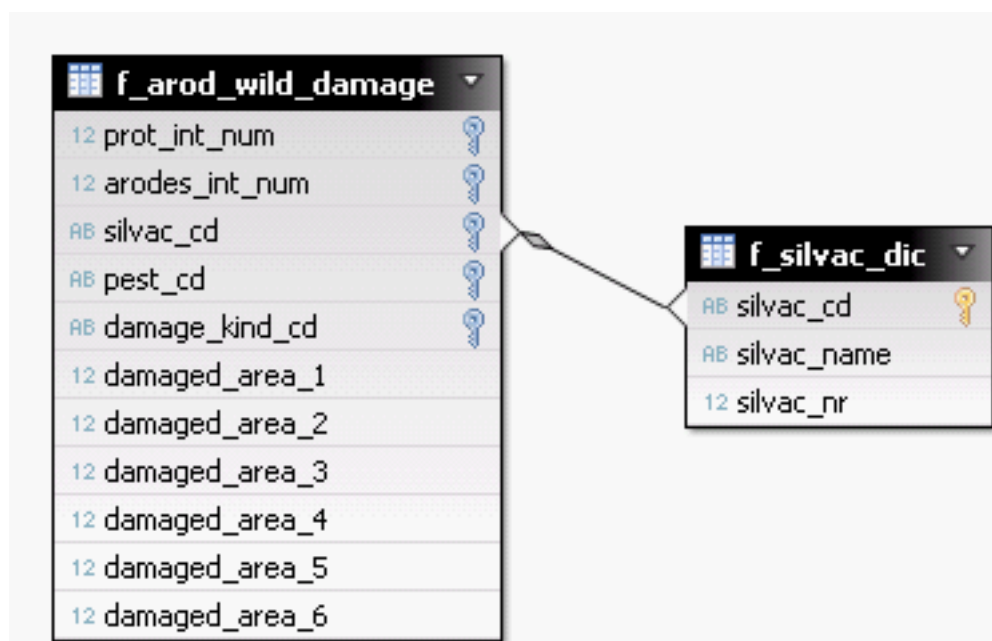 f_arod_wild_damage
12 prot_int_num
12 arodes_int_num
AB silvac_cd
AB pest_cd
AB damage_kind_cd
12 damaged_area_1
12 damaged_area_2
12 damaged_area_3
12 damaged_area_4
12 damaged_area_5
12 damaged_area_6
f_silvac_dic
AB silvac_cd
AB silvac_name
12 silvac_nr